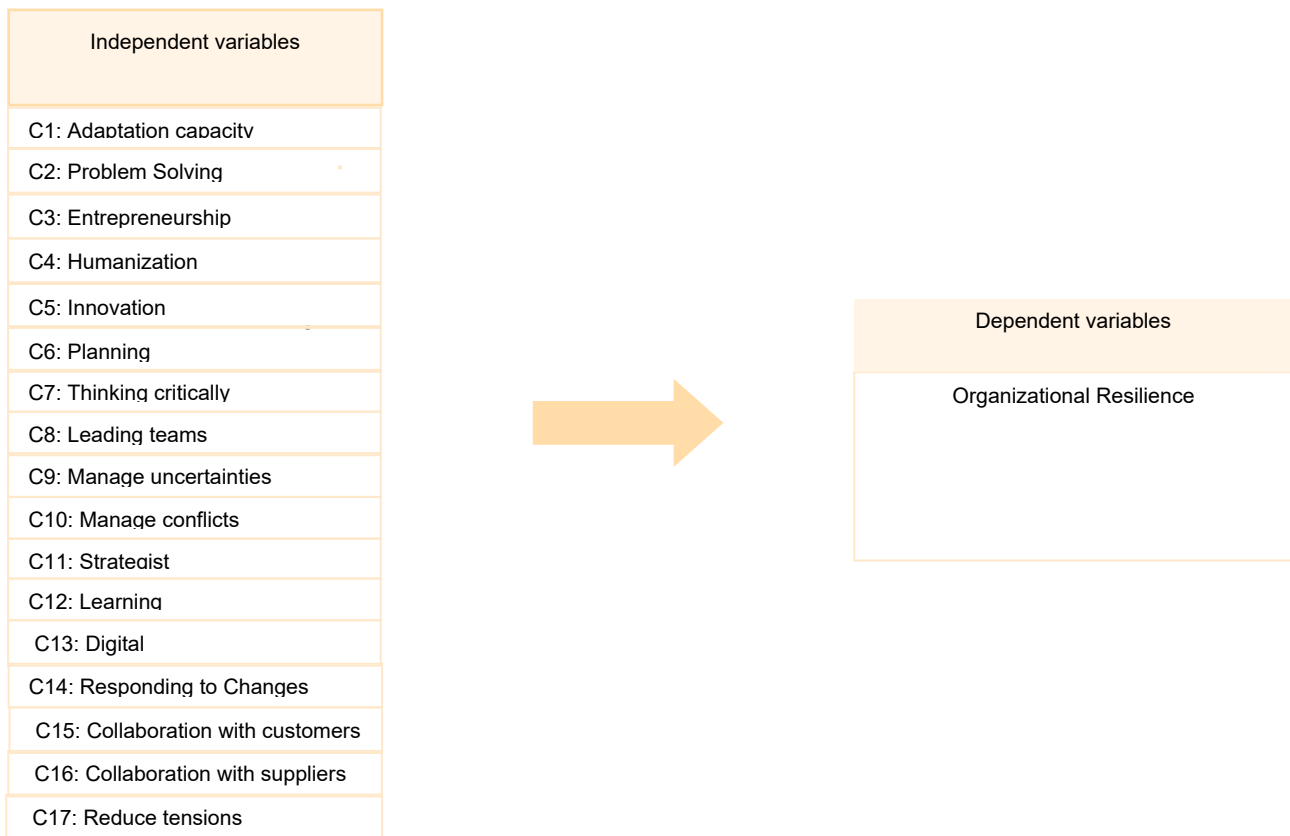 Independent variables
C1: Adaptation capacity
C2: Problem Solving
C3: Entrepreneurship
C4: Humanization
C5: Innovation
C6: Planning
C7: Thinking critically
C8: Leading teams
C9: Manage uncertainties
C10: Manage conflicts
C11: Strategist
C12: Learning
C13: Digital
C14: Responding to Changes
C15: Collaboration with customers
C16: Collaboration with suppliers
C17: Reduce tensions
Dependent variables
Organizational Resilience